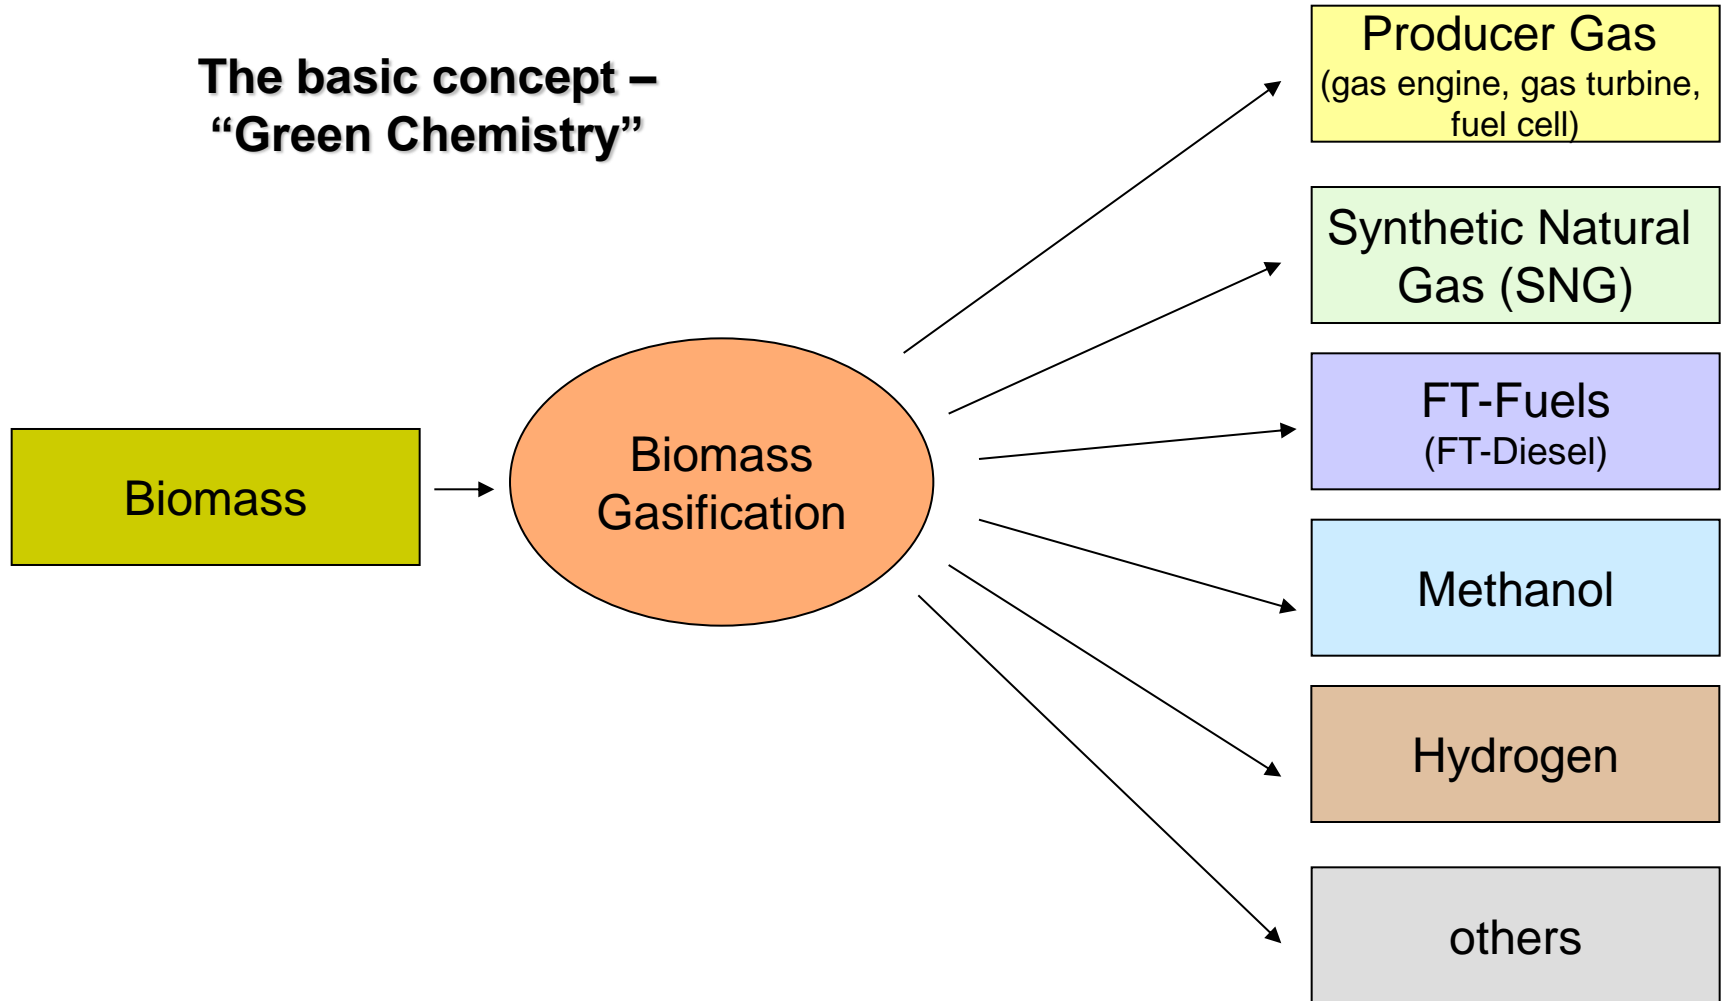 The basic concept –
“Green Chemistry”
Biomass
Biomass
Gasification
Producer Gas
(gas engine, gas turbine,
fuel cell)
Synthetic Natural
Gas (SNG)
FT-Fuels
(FT-Diesel)
Methanol
Hydrogen
others